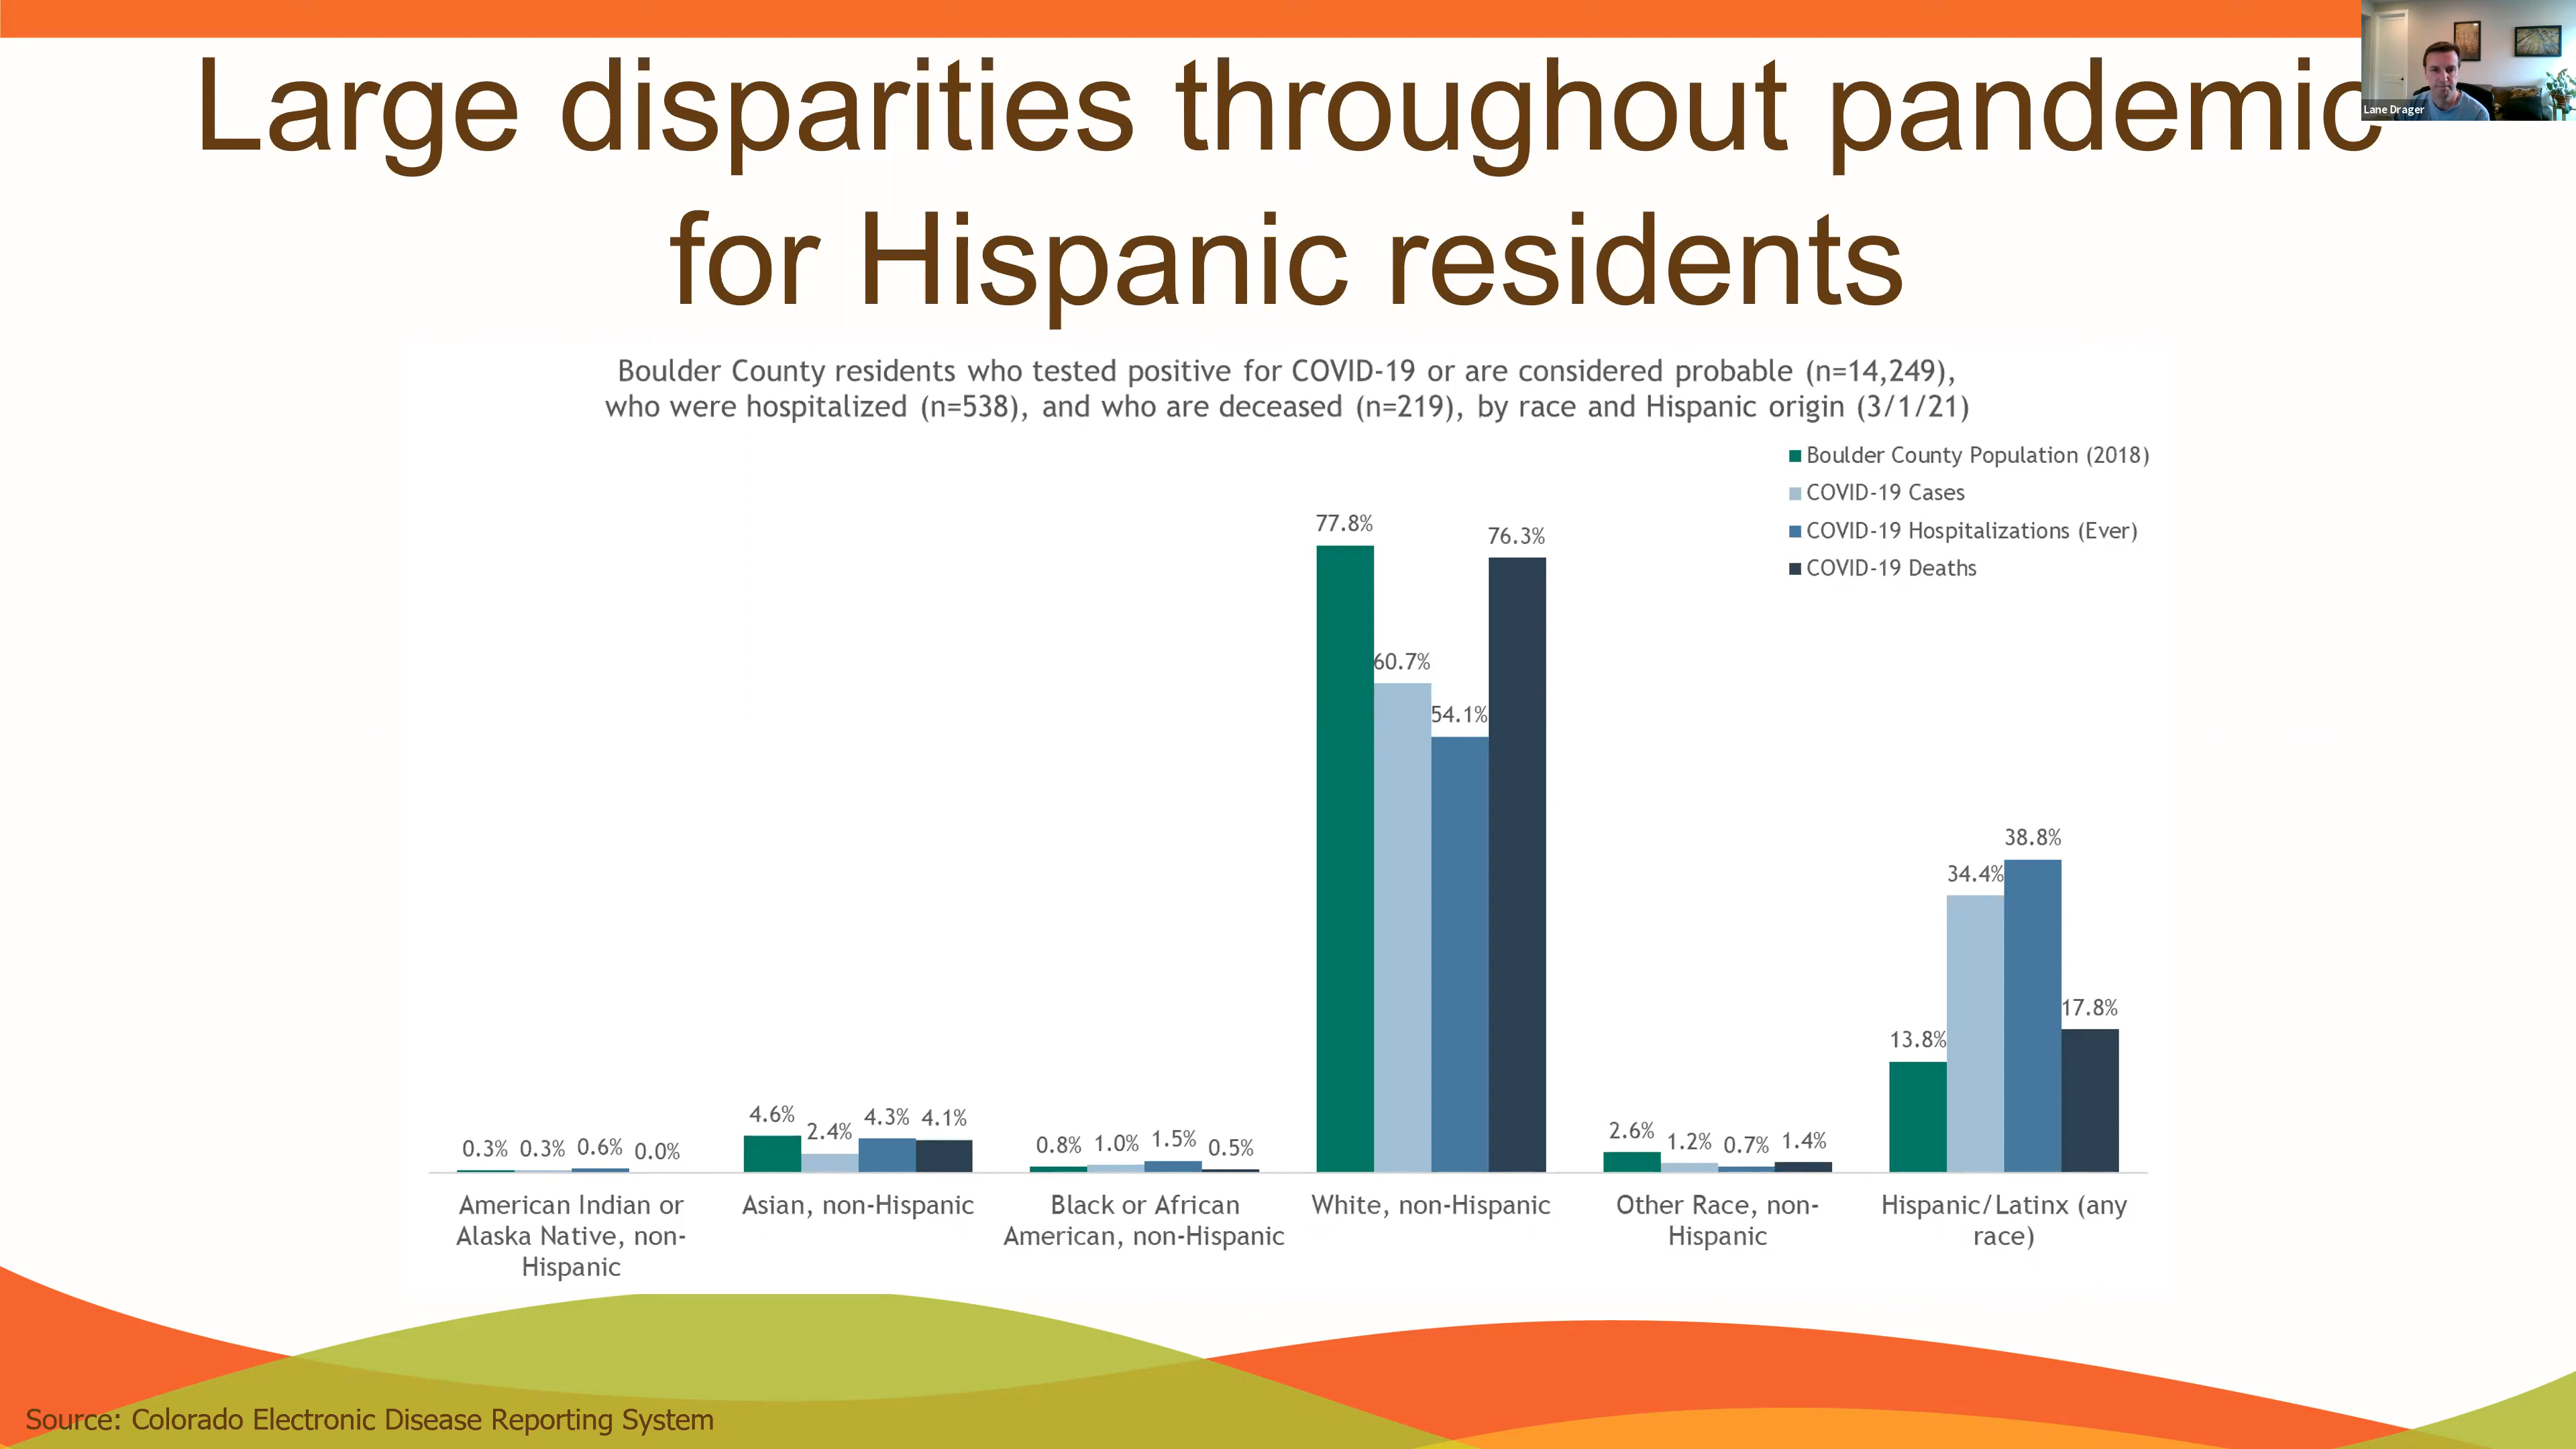 Large disparities throughout pandemic
for Hispanic residents
Lane Drager
Boulder County residents who tested positive for COVID-19 or are considered probable (n=14,249),
who were hospitalized (n=538), and who are deceased (n=219), by race and Hispanic origin (3/1/21)
Boulder County Population (2018)
COVID-19 Cases
COVID-19 Hospitalizations (Ever)
COVID-19 Deaths
0.3% 0.3% 0.6% 0.0%
4.6% 2.4% 4.3% 4.1%
0.8% 1.0% 1.5% 0.5%
77.8% 60.7% 54.1% 76.3%
2.6% 1.2% 0.7% 1.4%
13.8% 34.4% 38.8% 17.8%
American Indian or
Alaska Native, non-
Hispanic
Asian, non-Hispanic
Black or African
American, non-Hispanic
White, non-Hispanic
Other Race, non-
Hispanic
Hispanic/Latinx (any
race)
Source: Colorado Electronic Disease Reporting System